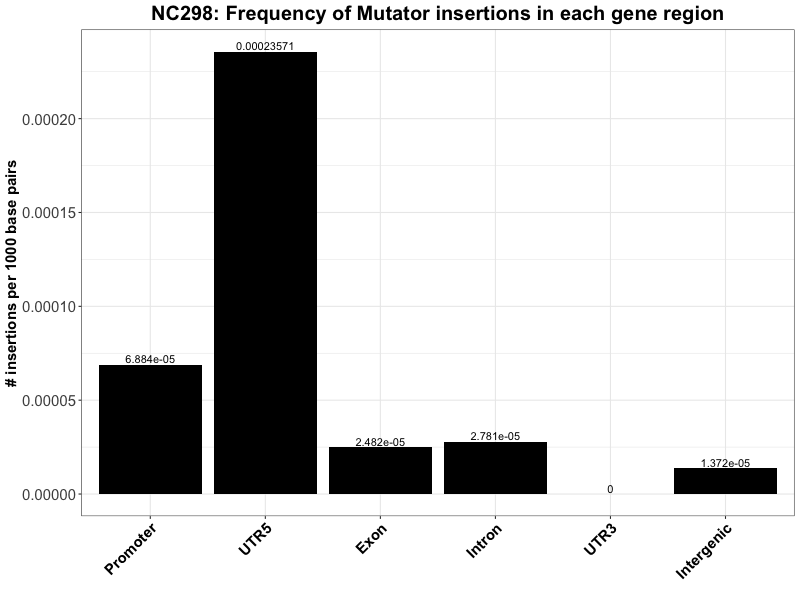 NC298: Frequency of Mutator insertions in each gene region
# insertions per 1000 base pairs
0.00020
0.00015
0.00010
0.00005
0.00000
6.884e-05
0.00023571
2.482e-05
2.781e-05
0
1.372e-05
Promoter
UTR5
Exon
Intron
UTR3
Intergenic